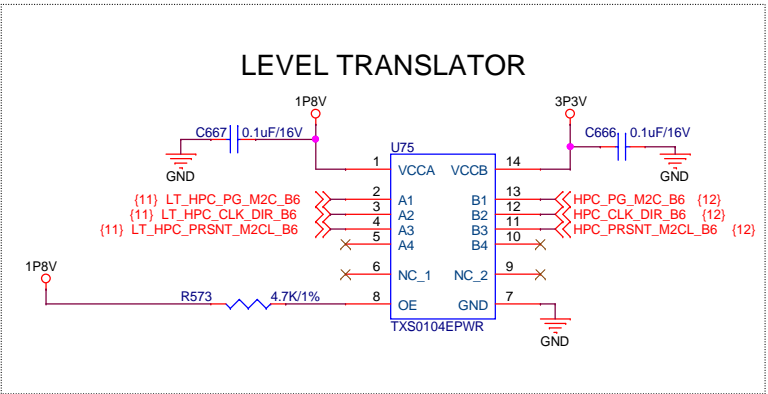 LEVEL TRANSLATOR
1P8V
3P3V
C667
0.1uF/16V
C666
0.1uF/16V
U75
GND
GND
1
VCCA
VCCB
14
{11} LT_HPC_PG_M2C_B6
2
A1
B1
13
HPC_PG_M2C_B6 {12}
{11} LT_HPC_CLK_DIR_B6
3
A2
B2
12
HPC_CLK_DIR_B6 {12}
{11} LT_HPC_PRSNT_M2CL_B6
4
A3
B3
11
HPC_PRSNT_M2CL_B6 {12}
5
A4
B4
10
1P8V
6
NC_1
NC_2
9
R573
4.7K/1%
8
OE
GND
7
TXS0104EPWR
GND